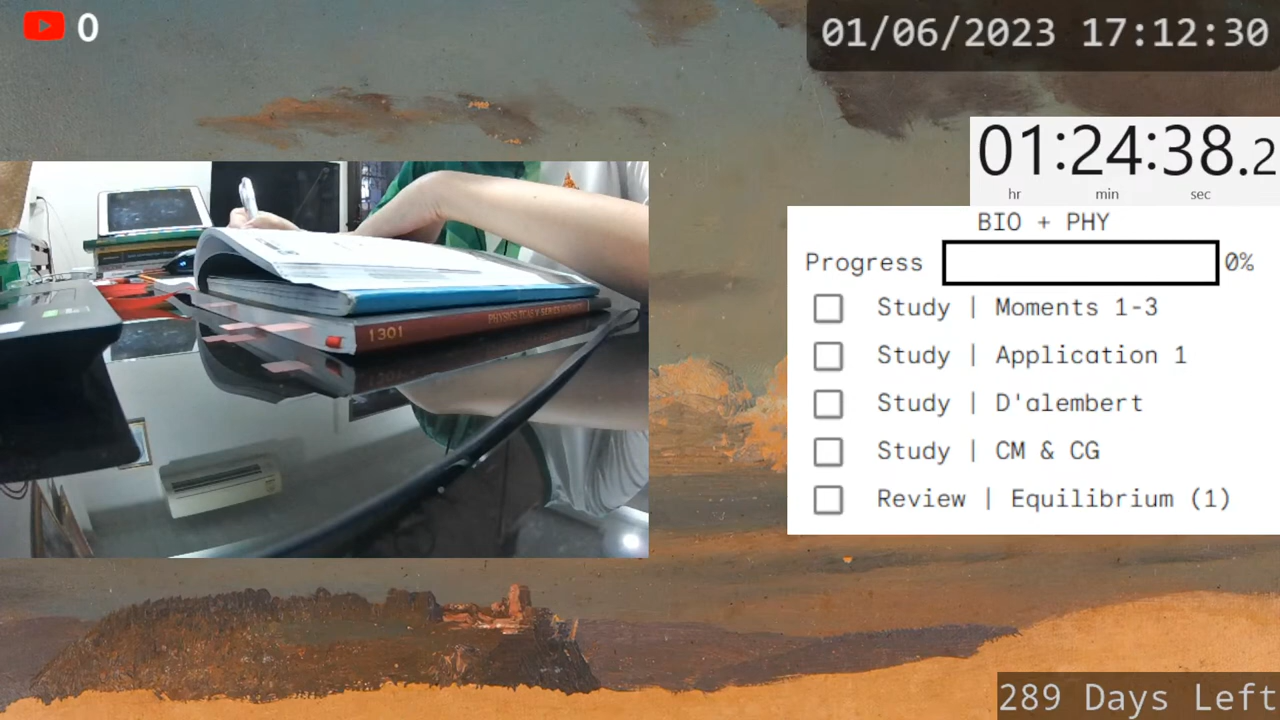 0
01/06/2023 17:12:30
01:24:38.2
hr min sec
BIO + PHY
Progress 0%
Study | Moments 1-3
Study | Application 1
Study | D'alembert
Study | CM & CG
Review | Equilibrium (1)
1301
PHYSICS
289 Days Left